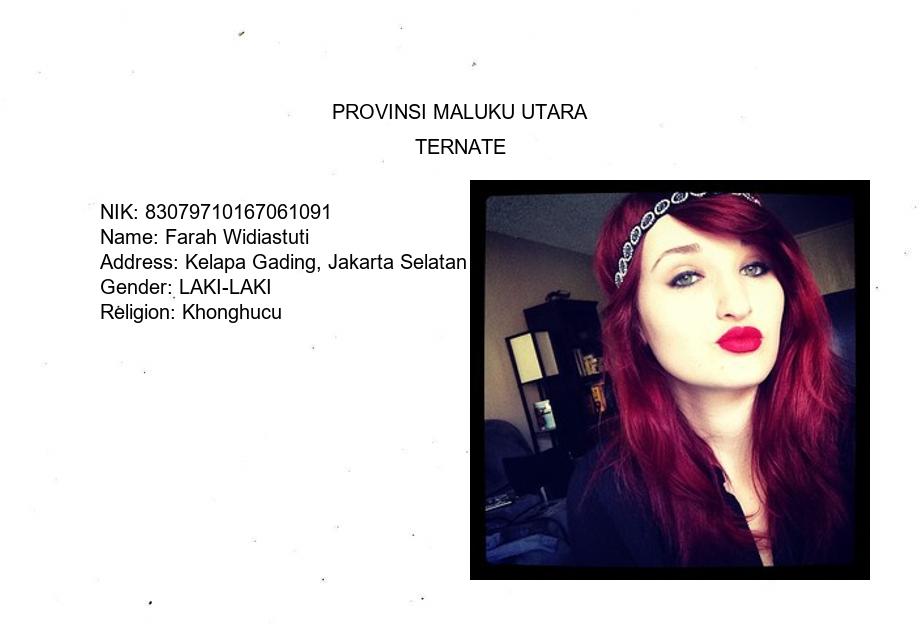 PROVINSI MALUKU UTARA
TERNATE
NIK: 83079710167061091
Name: Farah Widiastuti
Address: Kelapa Gading, Jakarta Selatan
Gender: LAKI-LAKI
Religion: Khonghucu